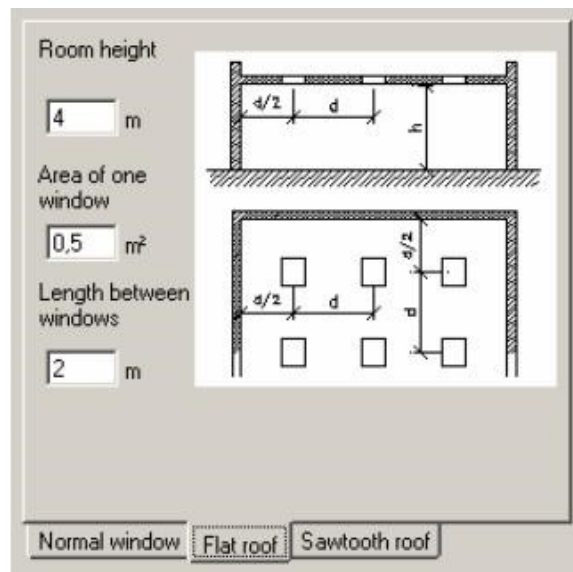 Room height
4 m
Area of one
window
0,5 m²
Length between
windows
2 m
d/2 d
h
d/2
d/2 d
d
Normal window Flat roof Sawtooth roof